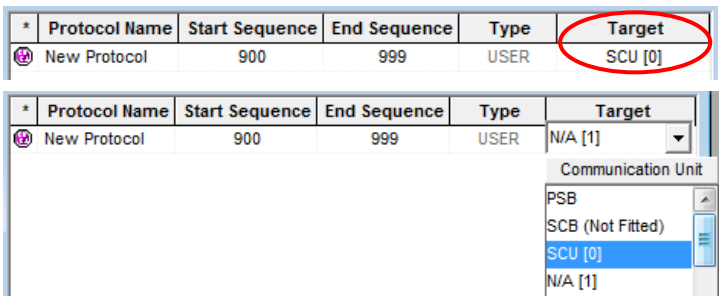 * Protocol Name Start Sequence End Sequence Type Target
New Protocol 900 999 USER SCU [0]
* Protocol Name Start Sequence End Sequence Type Target
New Protocol 900 999 USER N/A [1]
Communication Unit
PSB
SCB (Not Fitted)
SCU [0]
N/A [1]